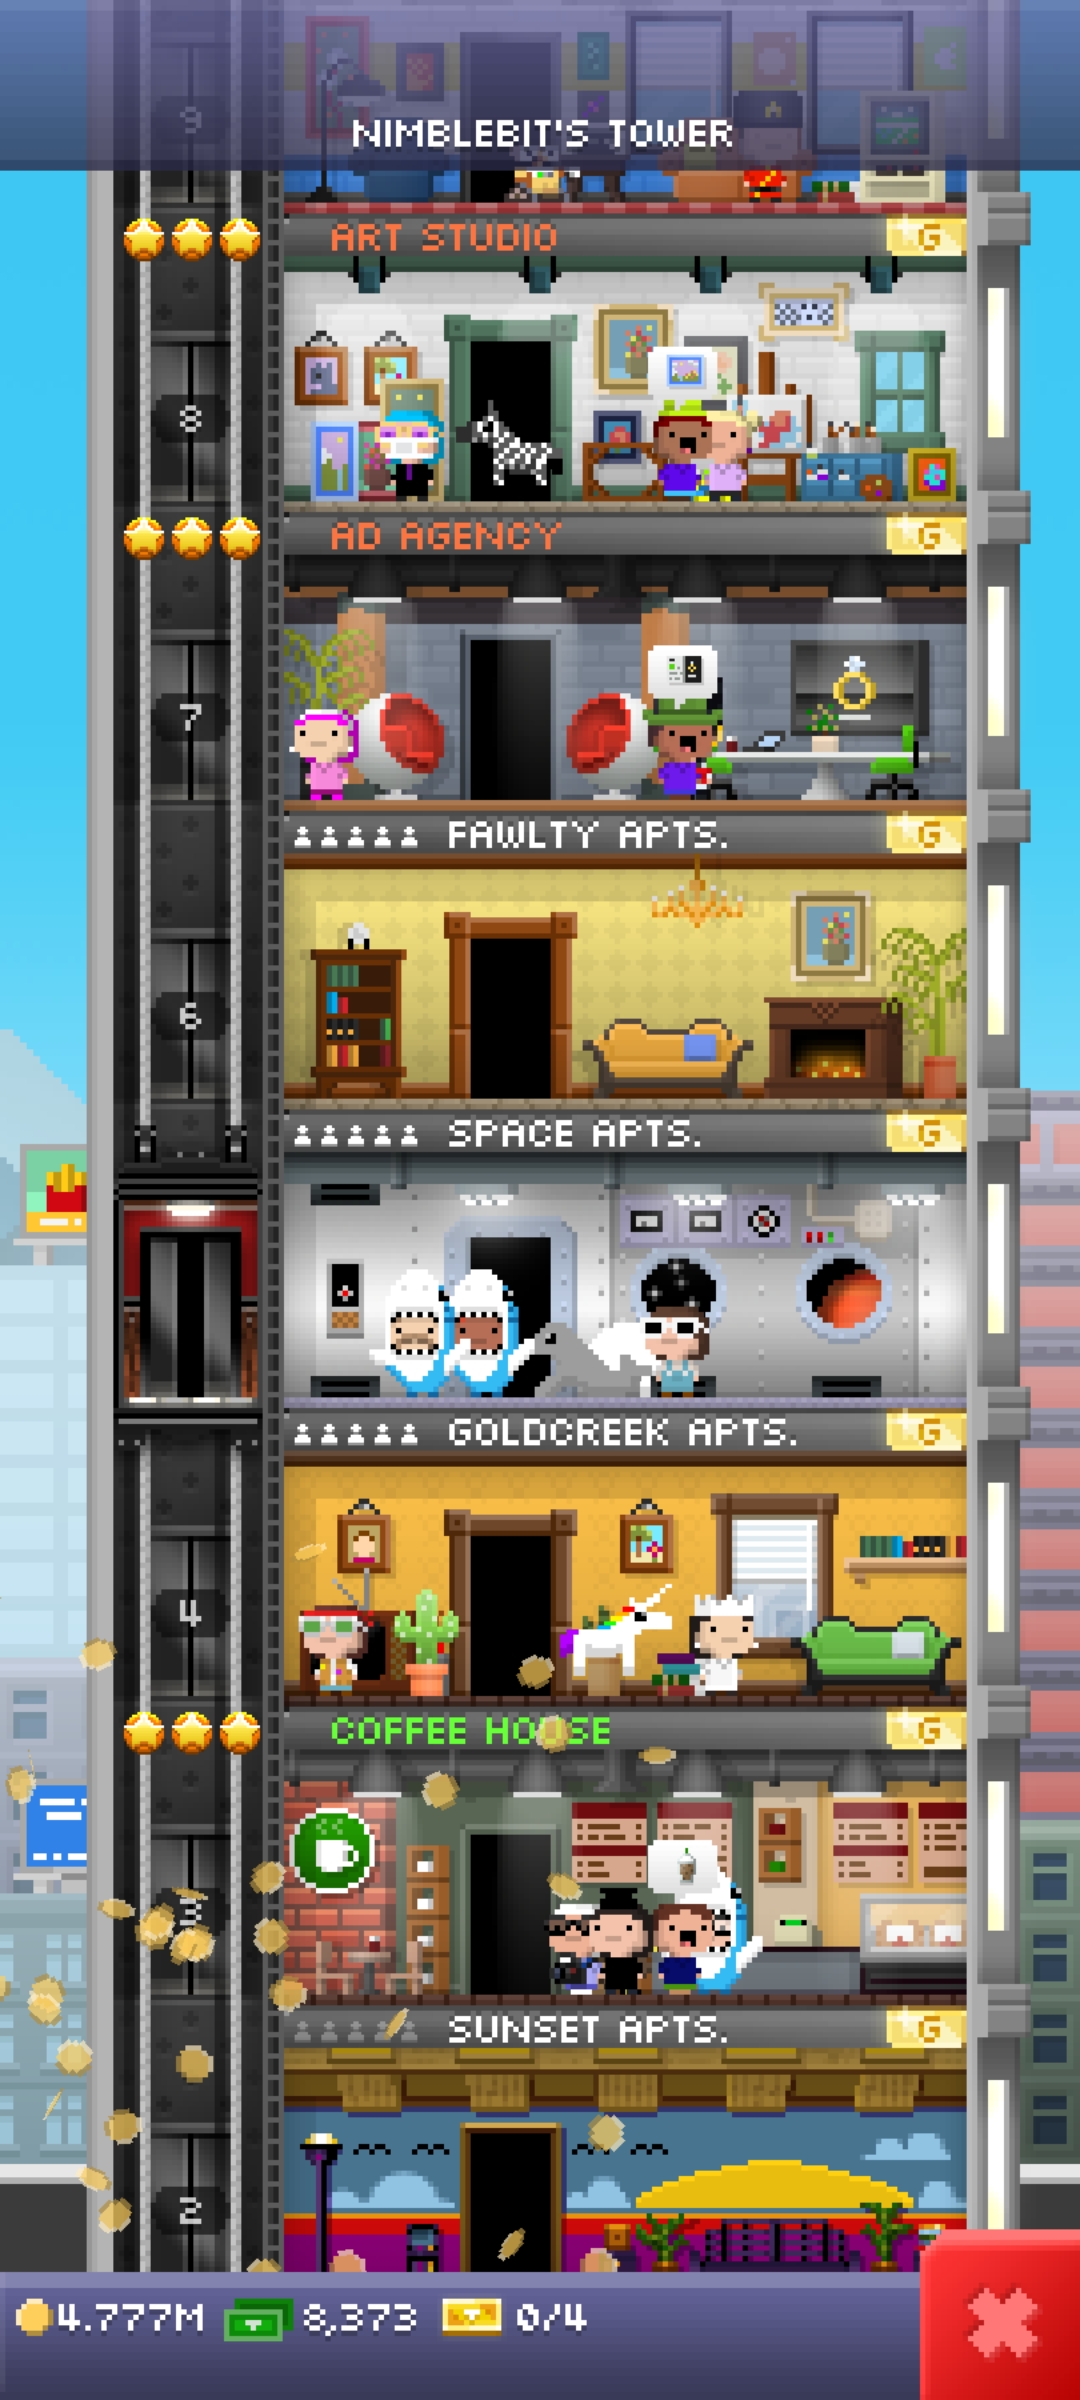 9
NIMBLEBIT'S TOWER
ART STUDIO G
8
AD AGENCY G
7
FAWLTY APTS. G
6
SPACE APTS. G
GOLDCREEK APTS. G
4
COFFEE HOUSE G
3
SUNSET APTS. G
2
4.777M 8,373 0/4